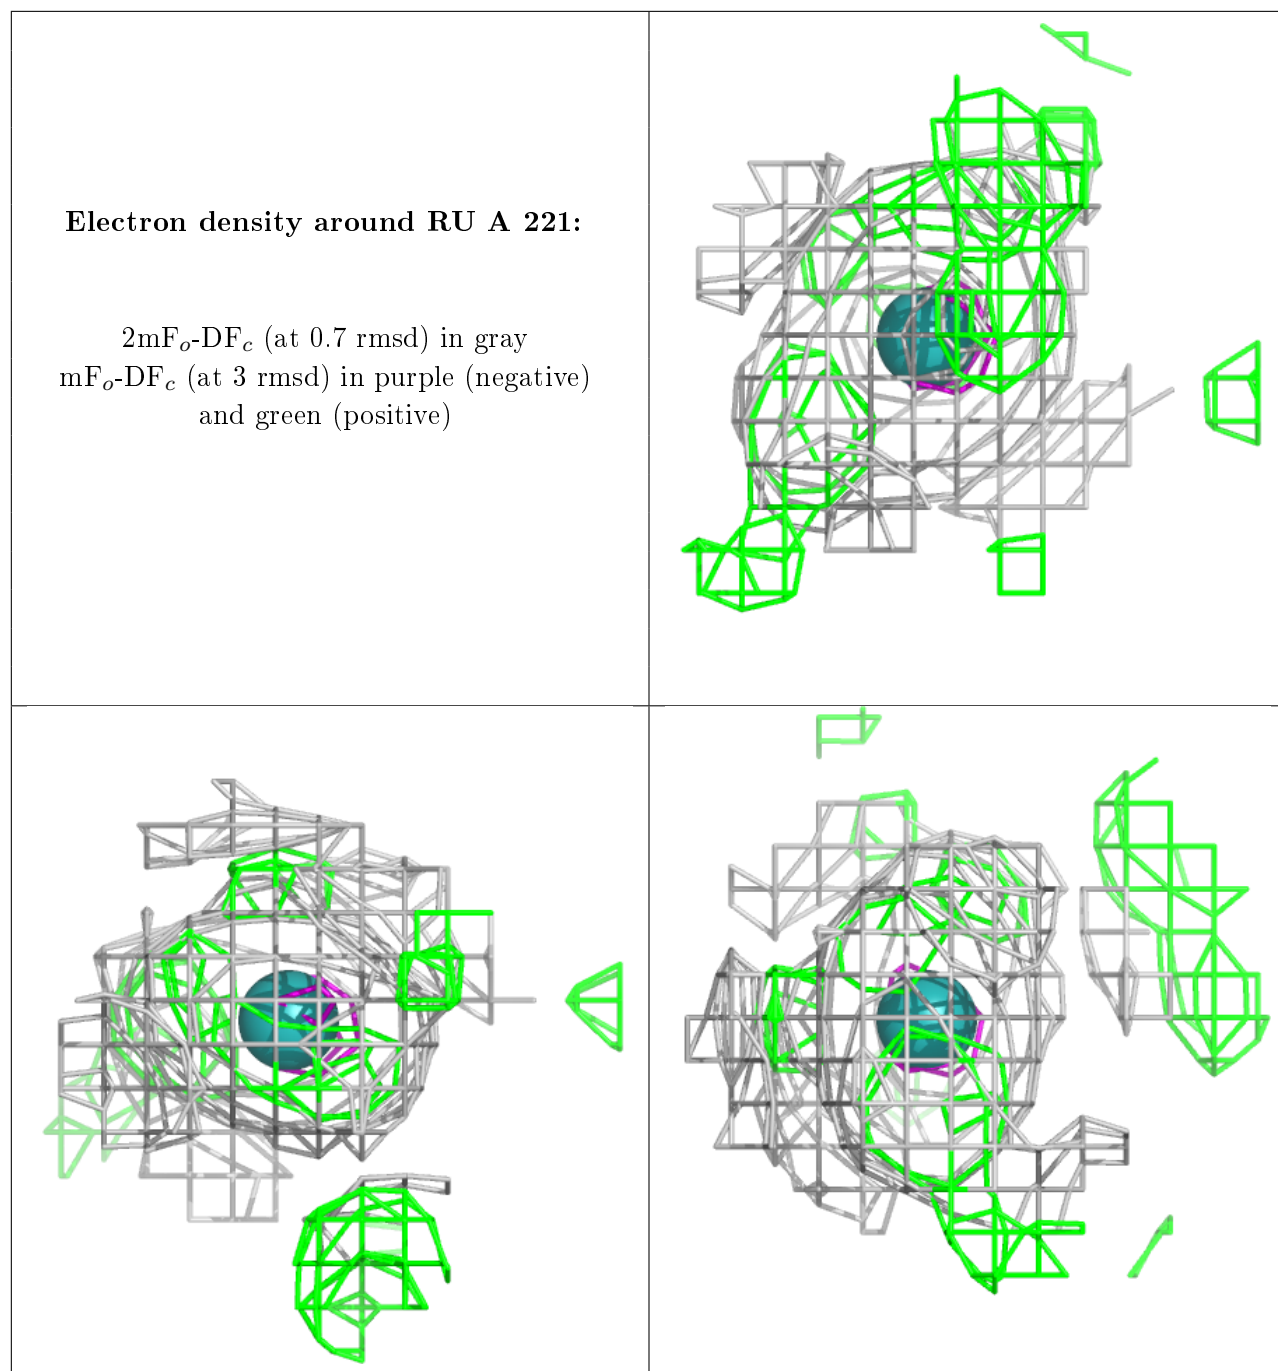 Electron density around RU A 221:
2mFo-DFc (at 0.7 rmsd) in gray
mFo-DFc (at 3 rmsd) in purple (negative)
and green (positive)